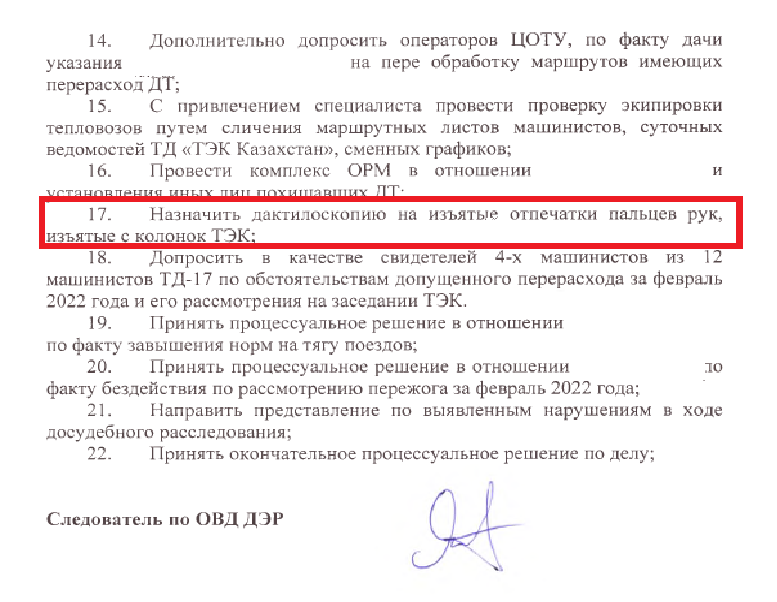 14. Дополнительно допросить операторов ЦОТУ, по факту дачи
указания на пере обработку маршрутов имеющих
перерасход ДТ;
15. С привлечением специалиста провести проверку экипировки
тепловозов путем сличения маршрутных листов машинистов, суточных
ведомостей ТД «ТЭК Казахстан», сменных графиков;
16. Провести комплекс ОРМ в отношении и
установления иных лиц похищавших ДТ;
17. Назначить дактилоскопию на изъятые отпечатки пальцев рук,
изъятые с колонок ТЭК;
18. Допросить в качестве свидетелей 4-х машинистов из 12
машинистов ТД-17 по обстоятельствам допущенного перерасхода за февраль
2022 года и его рассмотрения на заседании ТЭК.
19. Принять процессуальное решение в отношении
по факту завышения норм на тягу поездов;
20. Принять процессуальное решение в отношении по
факту бездействия по рассмотрению пережога за февраль 2022 года;
21. Направить представление по выявленным нарушениям в ходе
досудебного расследования;
22. Принять окончательное процессуальное решение по делу;
Следователь по ОВД ДЭР